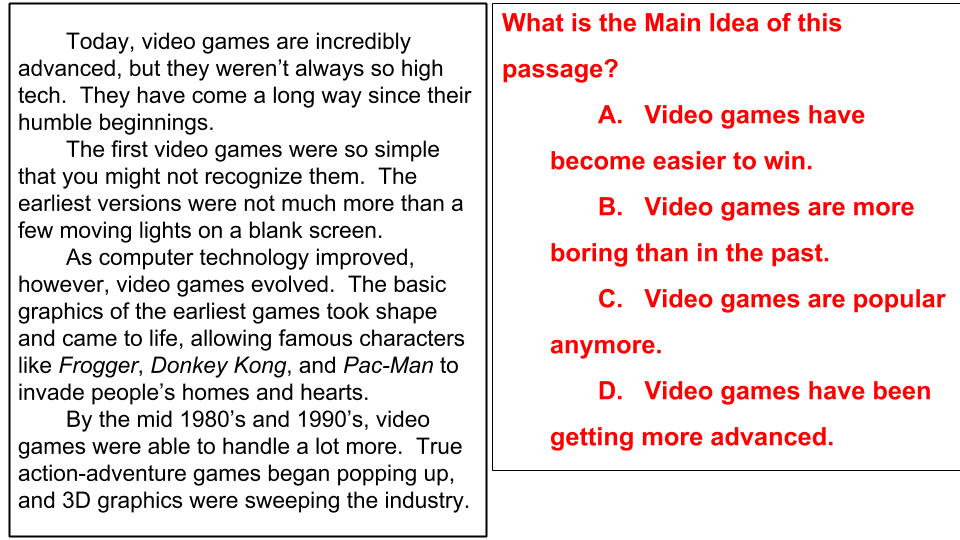 Today, video games are incredibly
advanced, but they weren’t always so high
tech.  They have come a long way since their
humble beginnings.
The first video games were so simple
that you might not recognize them.  The
earliest versions were not much more than a
few moving lights on a blank screen.
As computer technology improved,
however, video games evolved.  The basic
graphics of the earliest games took shape
and came to life, allowing famous characters
like Frogger, Donkey Kong, and Pac-Man to
invade people’s homes and hearts.
By the mid 1980’s and 1990’s, video
games were able to handle a lot more.  True
action-adventure games began popping up,
and 3D graphics were sweeping the industry.
What is the Main Idea of this
passage?
A.   Video games have
become easier to win.
B.   Video games are more
boring than in the past.
C.   Video games are popular
anymore.
D.   Video games have been
getting more advanced.